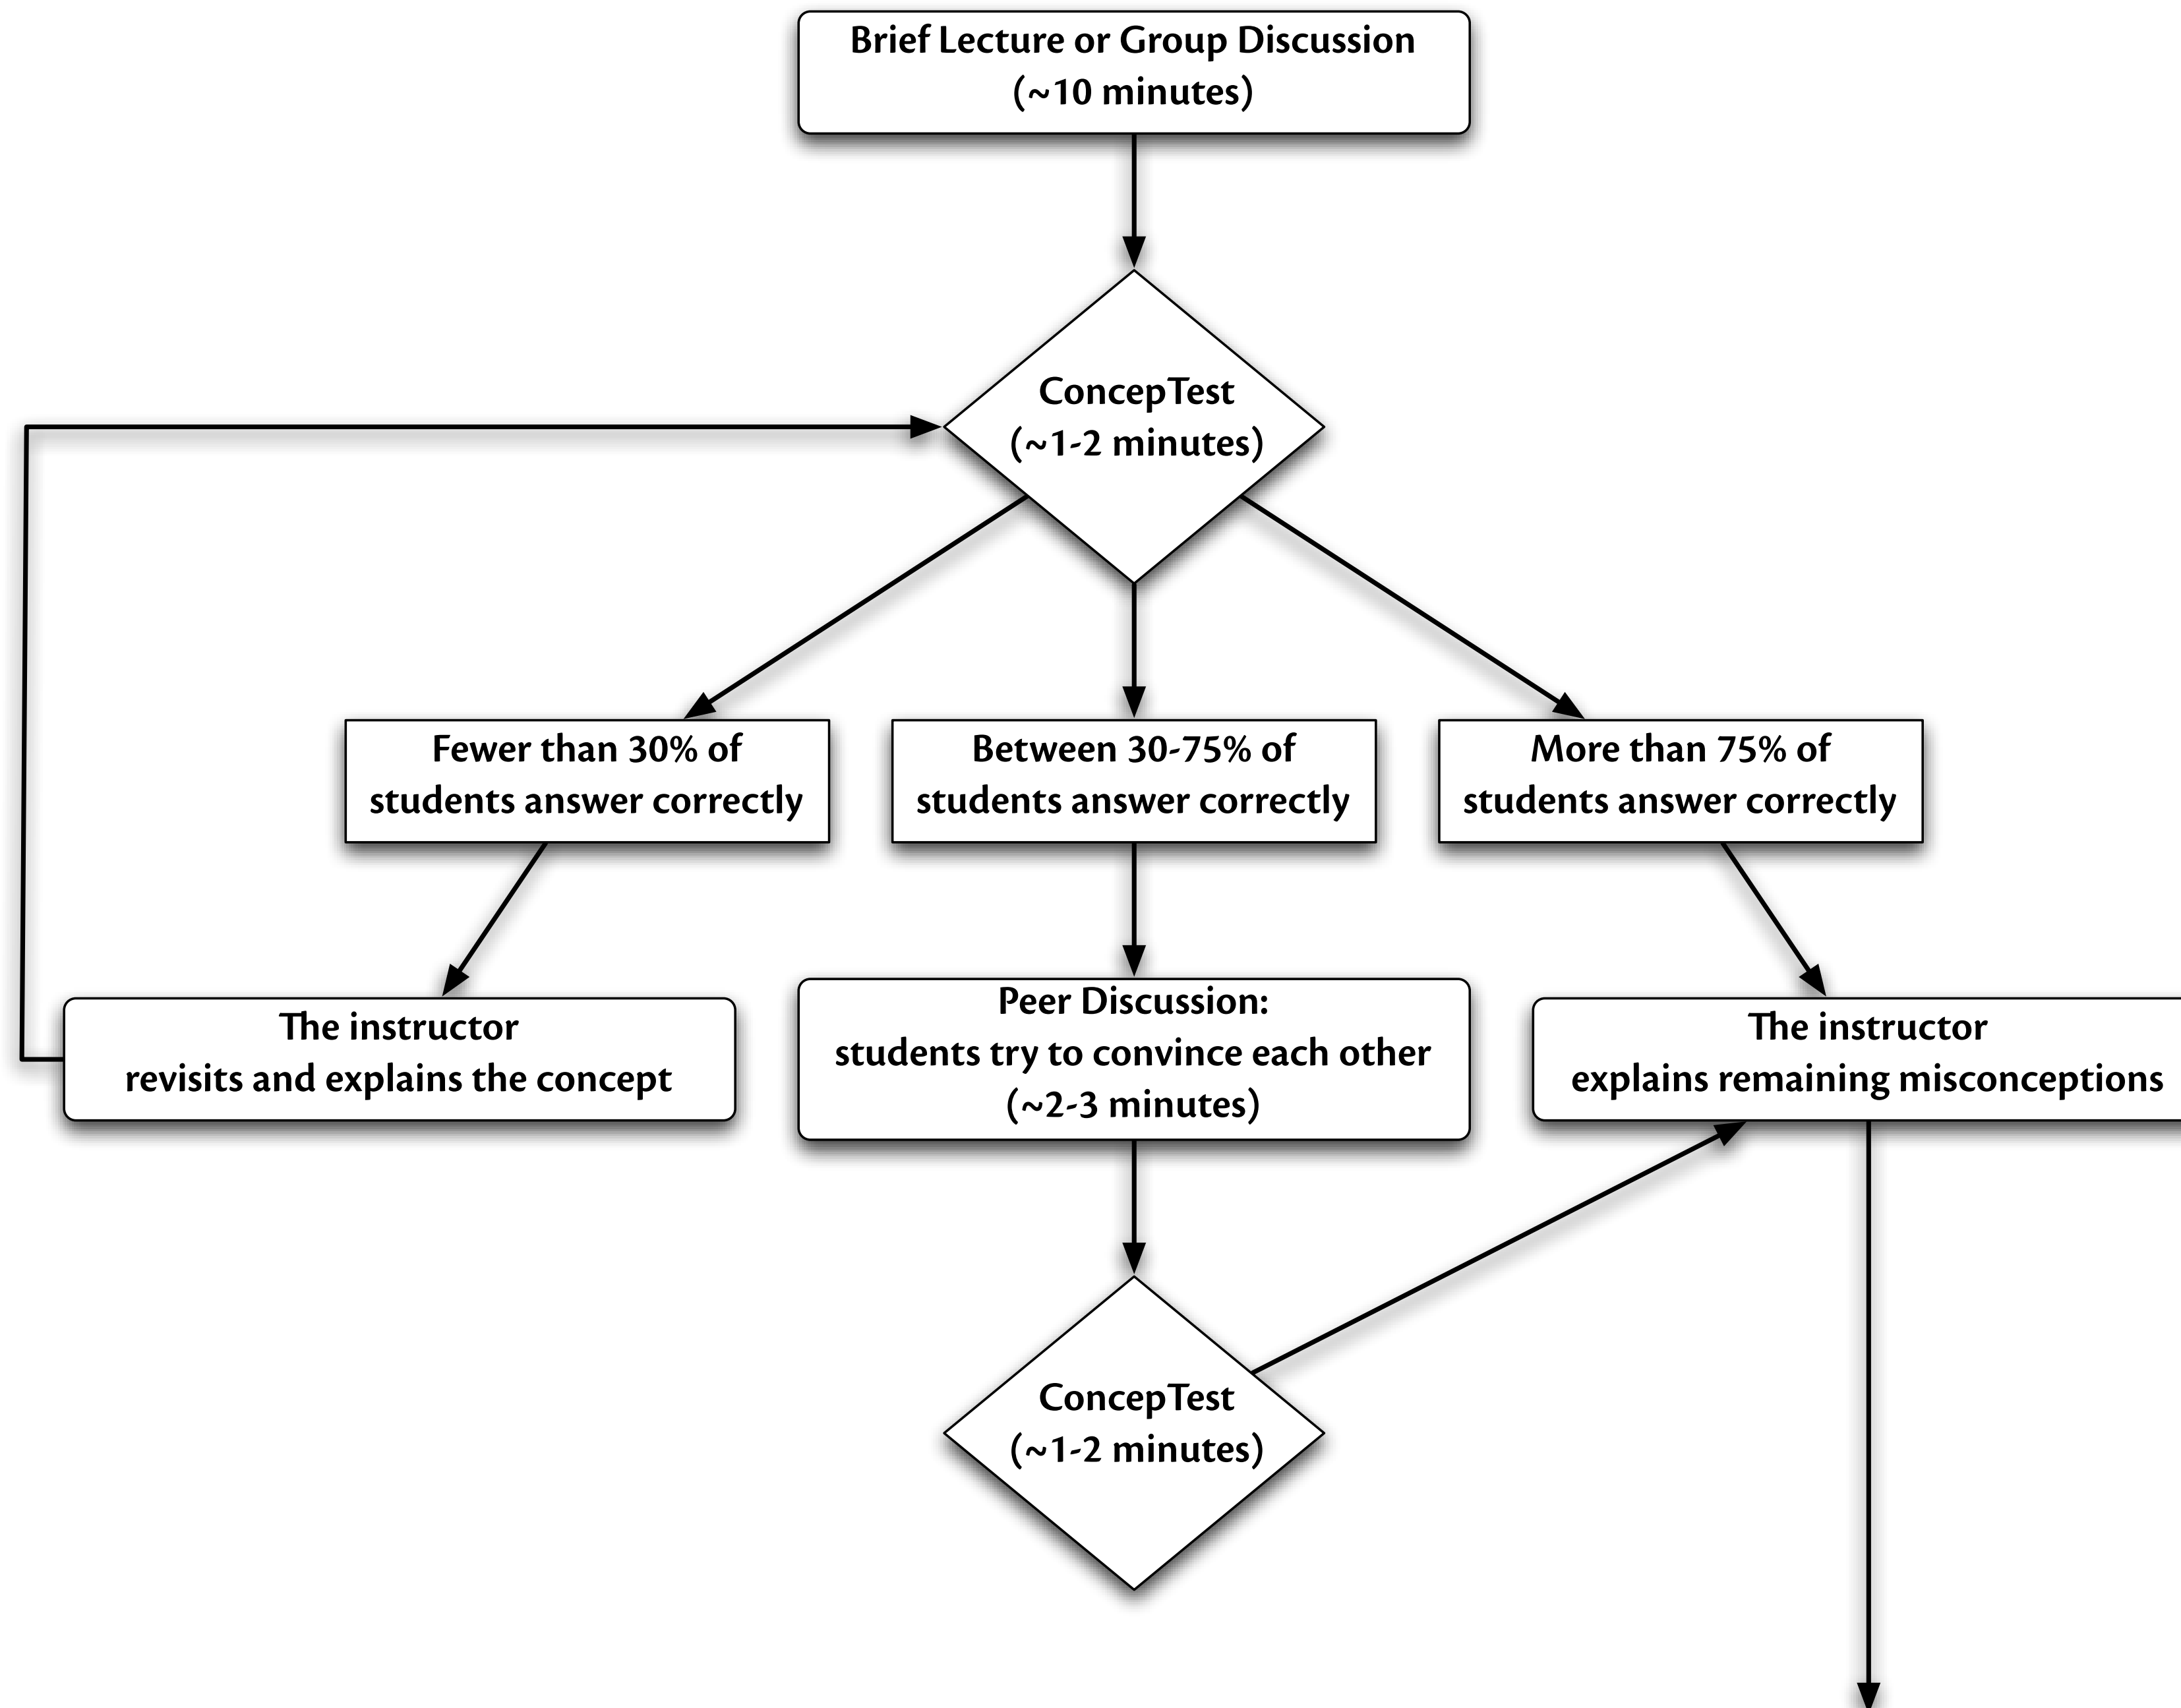 Brief Lecture or Group Discussion
(~10 minutes)
ConcepTest
(~1-2 minutes)
Fewer than 30% of
students answer correctly
Between 30-75% of
students answer correctly
More than 75% of
students answer correctly
The instructor
revisits and explains the concept
Peer Discussion:
students try to convince each other
(~2-3 minutes)
The instructor
explains remaining misconceptions
ConcepTest
(~1-2 minutes)